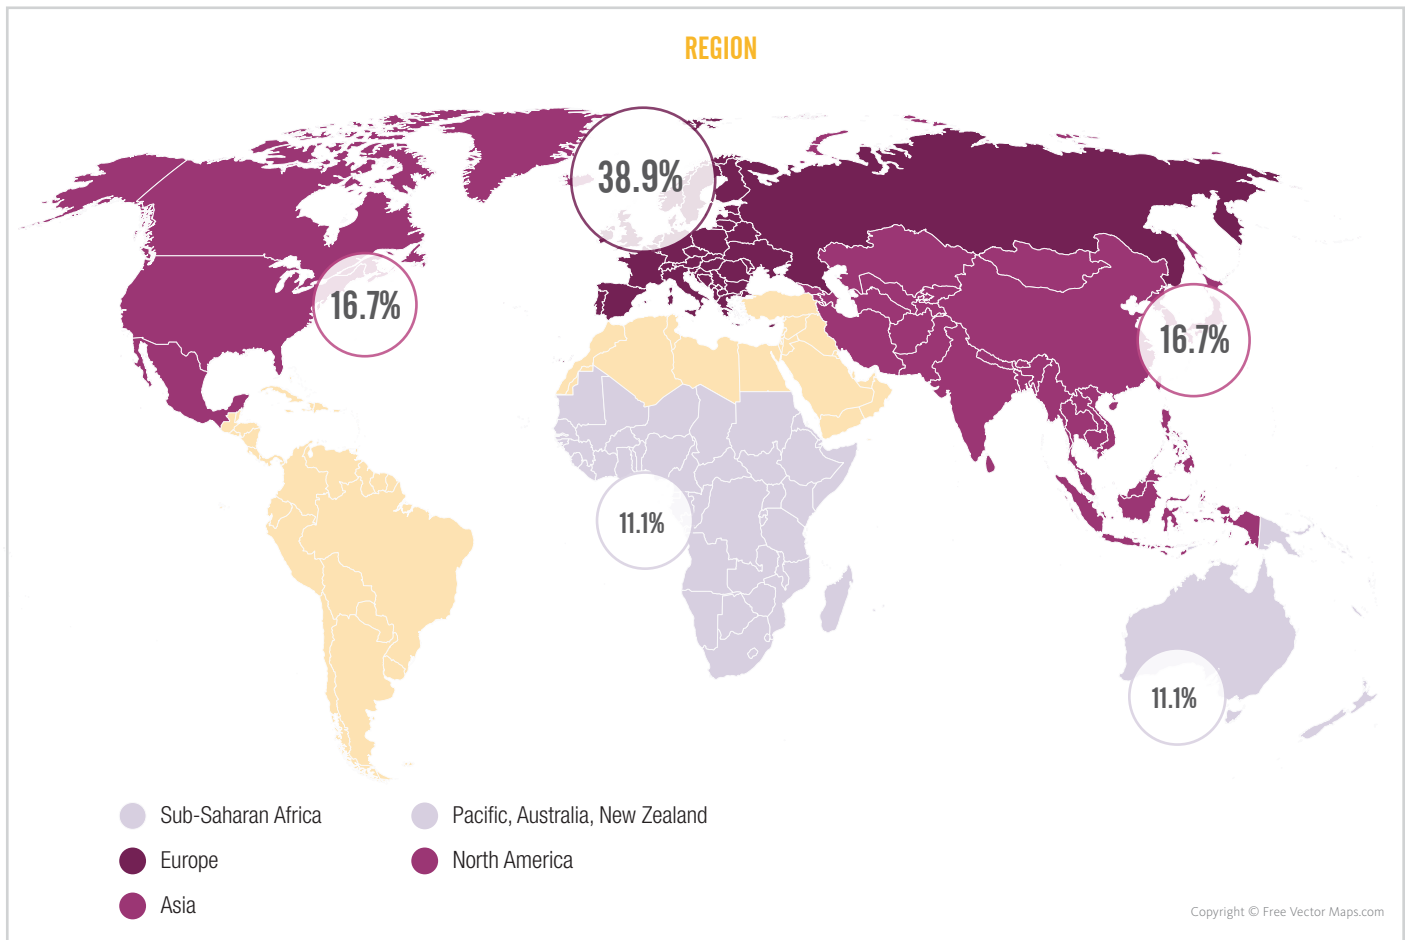 REGION
38.9%
16.7%
16.7%
11.1%
11.1%
Sub-Saharan Africa
Pacific, Australia, New Zealand
Europe
North America
Asia
Copyright © Free Vector Maps.com